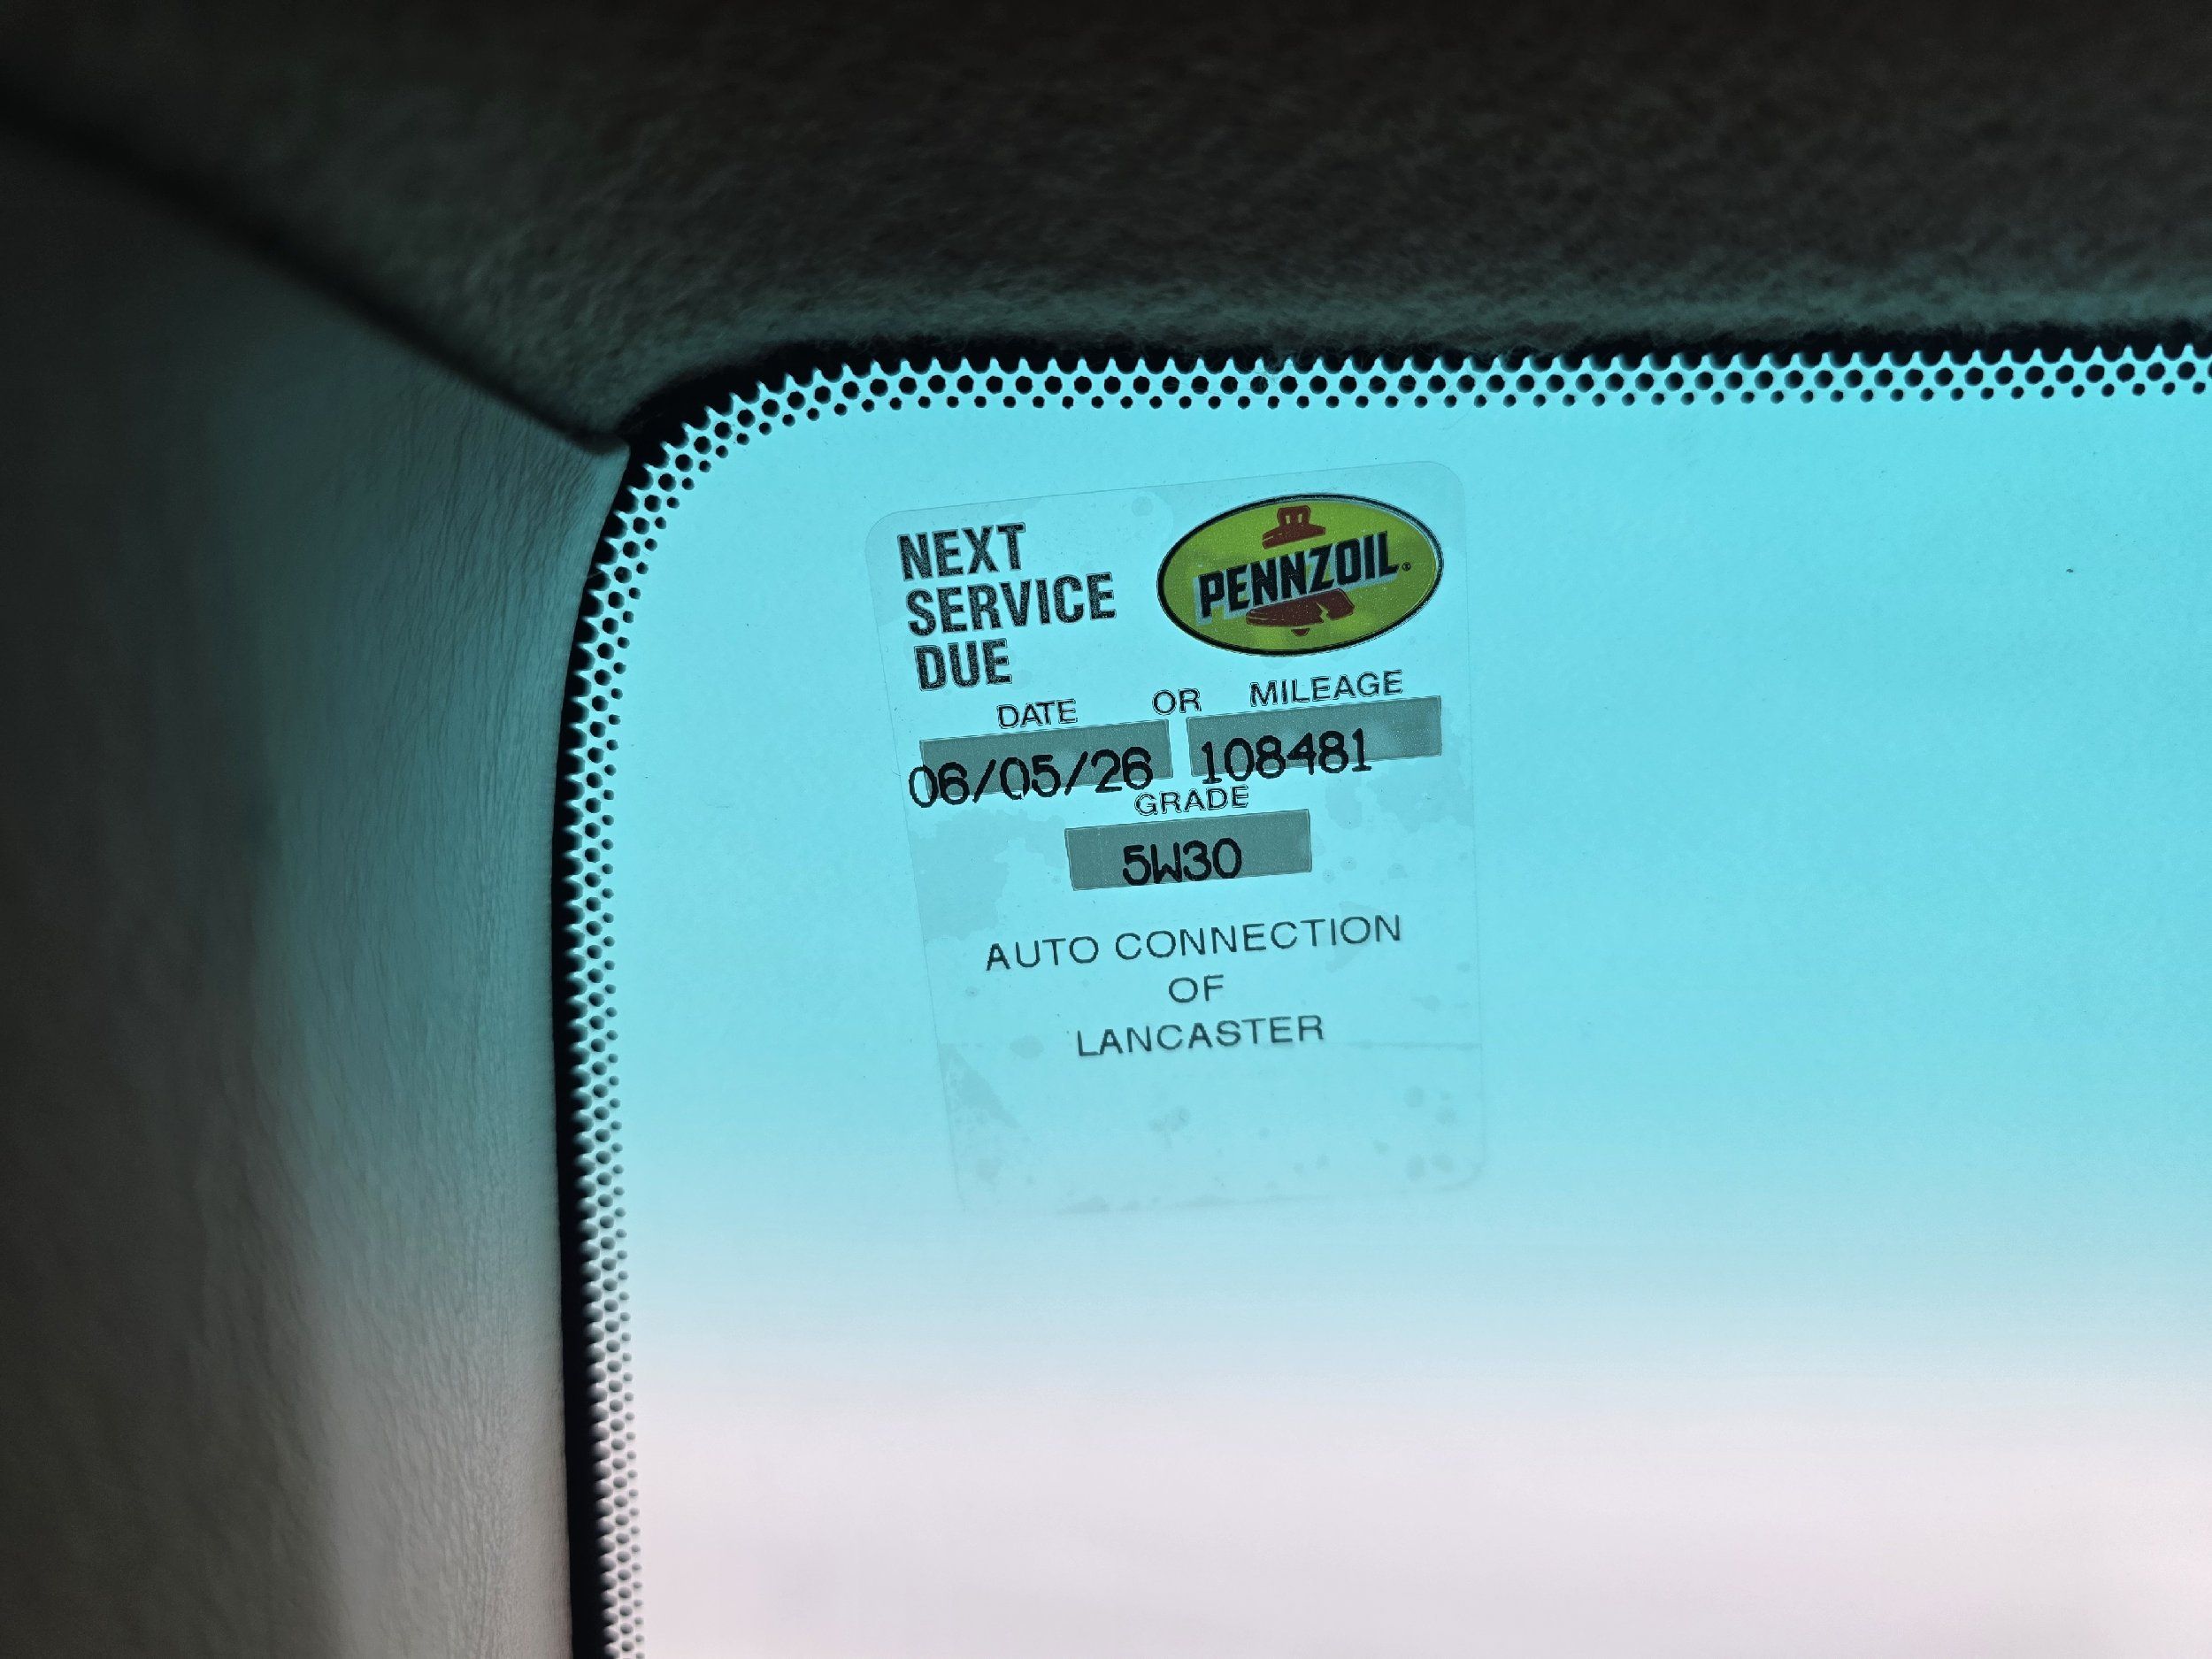 NEXT
SERVICE
DUE
PENNZOIL®
DATE OR MILEAGE
06/05/26 108481
GRADE
5W30
AUTO CONNECTION
OF
LANCASTER